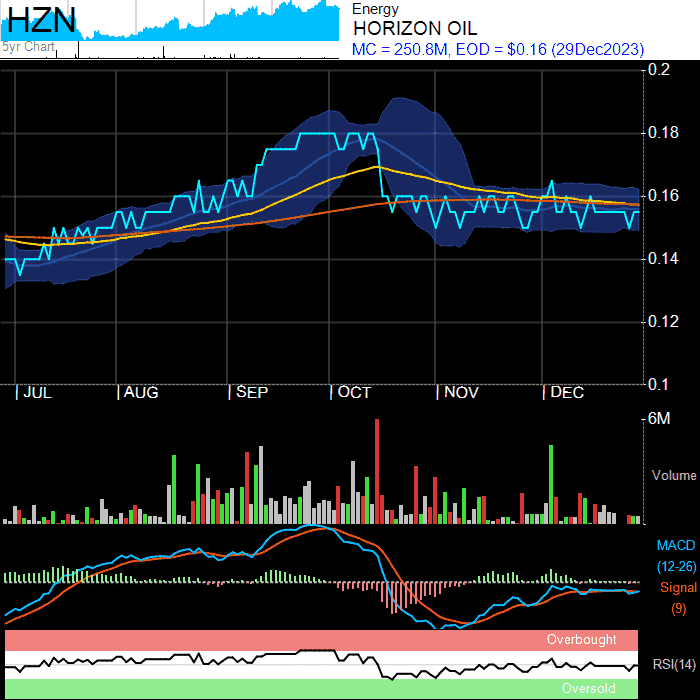 HZN
5yr Chart
Energy
HORIZON OIL
MC = 250.8M, EOD = $0.16 (29Dec2023)
0.2
0.18
0.16
0.14
0.12
0.1
JUL AUG SEP OCT NOV DEC
6M
Volume
MACD
(12-26)
Signal
(9)
Overbought
RSI(14)
Oversold